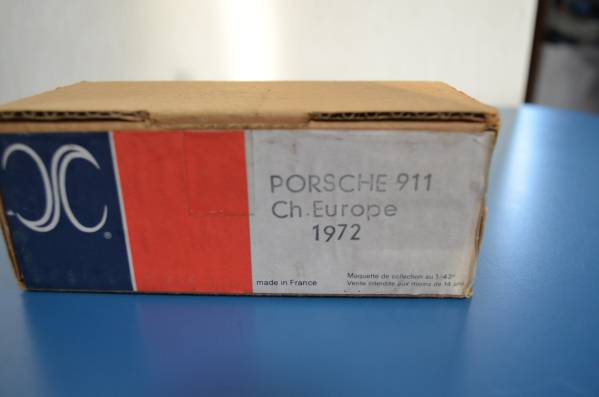 PORSCHE 911
Ch.Europe
1972
®
made in France
Maquette de collection au 1:43e
Vente interdite aux moins de 14 ans